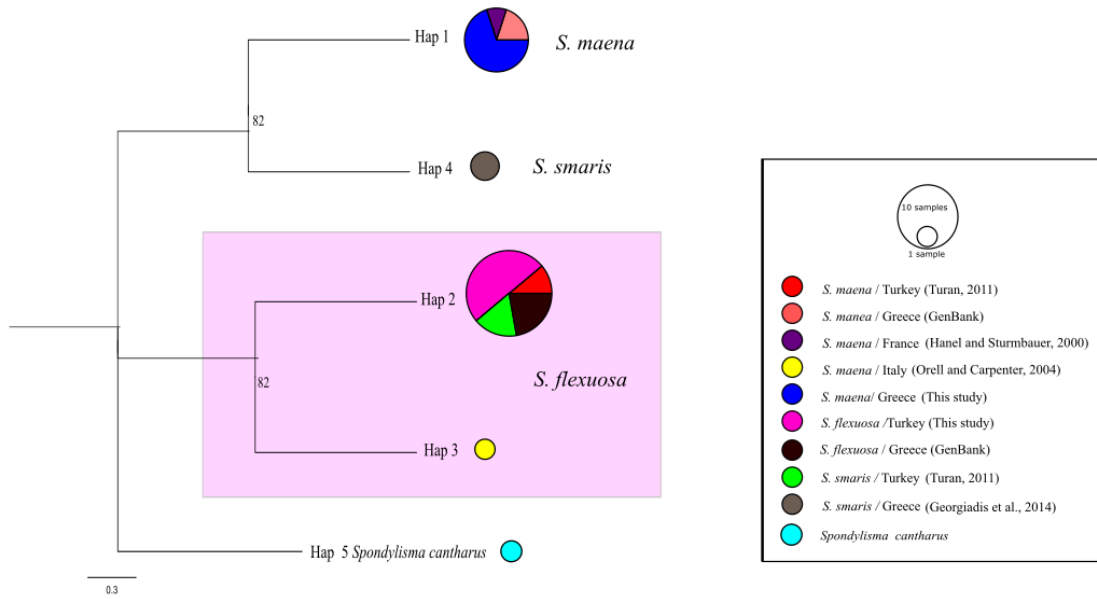 Hap 1
S. maena
82
Hap 4
S. smaris
Hap 2
S. flexuosa
82
Hap 3
Hap 5 Spondylisma cantharus
0.3
10 samples
1 sample
S. maena / Turkey (Turan, 2011)
S. manea / Greece (GenBank)
S. maena / France (Hanel and Sturmbauer, 2000)
S. maena / Italy (Orell and Carpenter, 2004)
S. maena/ Greece (This study)
S. flexuosa /Turkey (This study)
S. flexuosa / Greece (GenBank)
S. smaris / Turkey (Turan, 2011)
S. smaris / Greece (Georgiadis et al., 2014)
Spondylisma cantharus